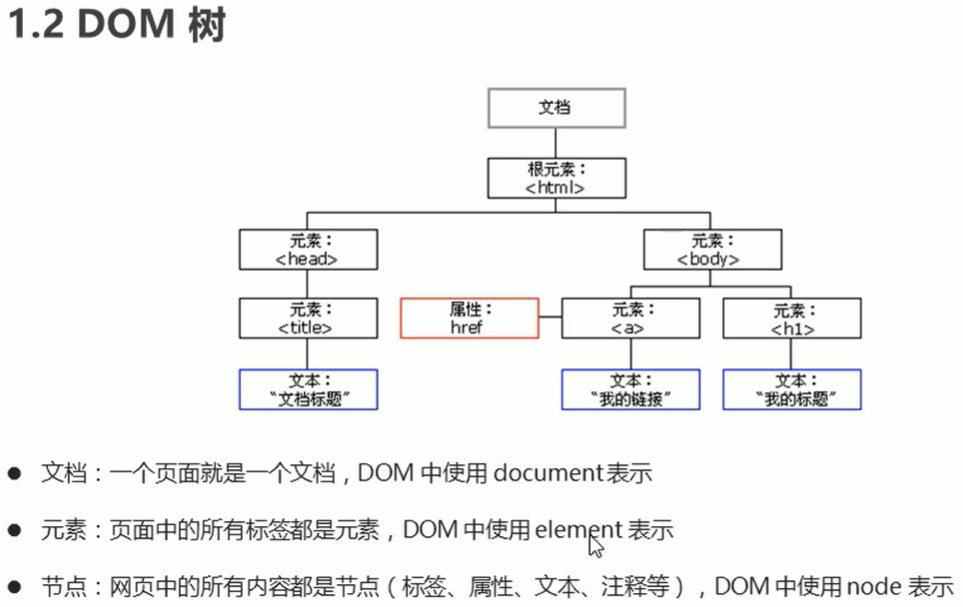 1.2 DOM 树
文档
根元素：
<html>
元素：
<head>
元素：
<body>
元素：
<title>
属性：
href
元素：
<a>
元素：
<h1>
文本：
“文档标题”
文本：
“我的链接”
文本：
“我的标题”
● 文档：一个页面就是一个文档，DOM 中使用 document 表示
● 元素：页面中的所有标签都是元素，DOM 中使用 element 表示
● 节点：网页中的所有内容都是节点（标签、属性、文本、注释等），DOM 中使用 node 表示